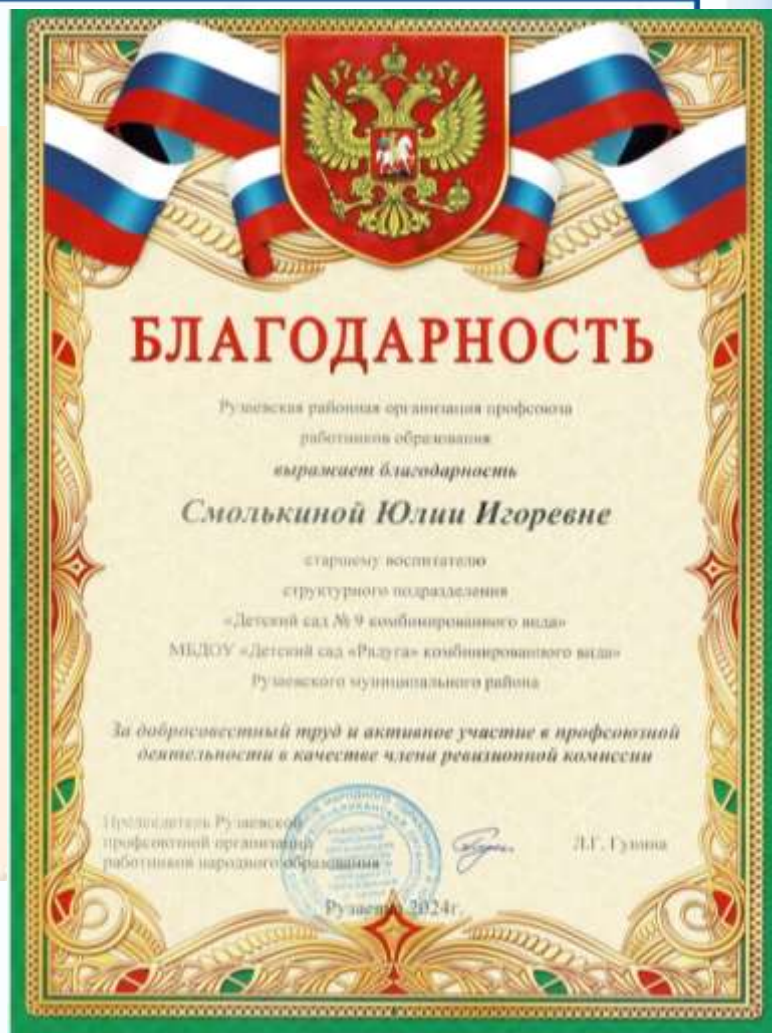 БЛАГОДАРНОСТЬ
Рузаевская районная организация профсоюза
работников образования
выражает благодарность
Смолькиной Юлии Игоревне
старшему воспитателю
структурного подразделения
«Детский сад № 9 комбинированного вида»
МБДОУ «Детский сад «Радуга» комбинированного вида»
Рузаевского муниципального района
За добросовестный труд и активное участие в профсоюзной
деятельности в качестве члена ревизионной комиссии
Председатель Рузаевской
профсоюзной организации
работников народного образования
Л.Г.
Рузаевка 2024г.